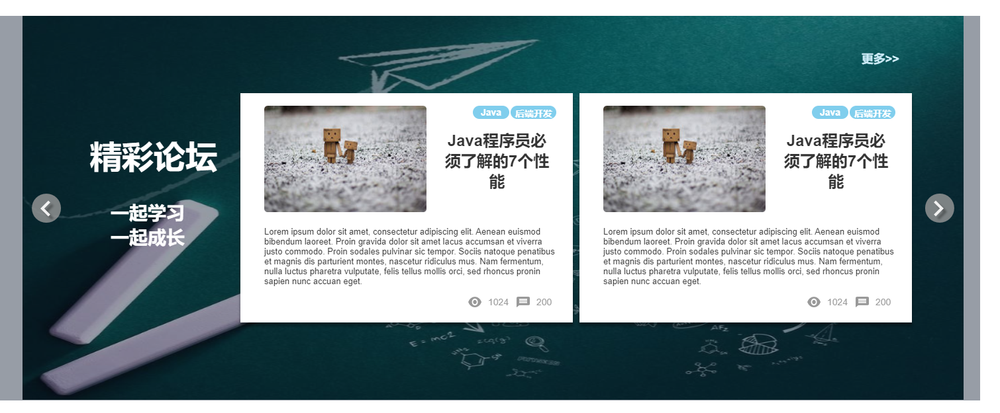 更多>>
精彩论坛
一起学习
一起成长
Java 后端开发
Java程序员必
须了解的7个性
能
Lorem ipsum dolor sit amet, consectetur adipiscing elit. Aenean euismod
bibendum laoreet. Proin gravida dolor sit amet lacus accumsan et viverra
justo commodo. Proin sodales pulvinar sic tempor. Sociis natoque penatibus
et magnis dis parturient montes, nascetur ridiculus mus. Nam fermentum,
nulla luctus pharetra vulputate, felis tellus mollis orci, sed rhoncus pronin
sapien nunc accuan eget.
1024 200
Java 后端开发
Java程序员必
须了解的7个性
能
Lorem ipsum dolor sit amet, consectetur adipiscing elit. Aenean euismod
bibendum laoreet. Proin gravida dolor sit amet lacus accumsan et viverra
justo commodo. Proin sodales pulvinar sic tempor. Sociis natoque penatibus
et magnis dis parturient montes, nascetur ridiculus mus. Nam fermentum,
nulla luctus pharetra vulputate, felis tellus mollis orci, sed rhoncus pronin
sapien nunc accuan eget.
1024 200
E = mc2